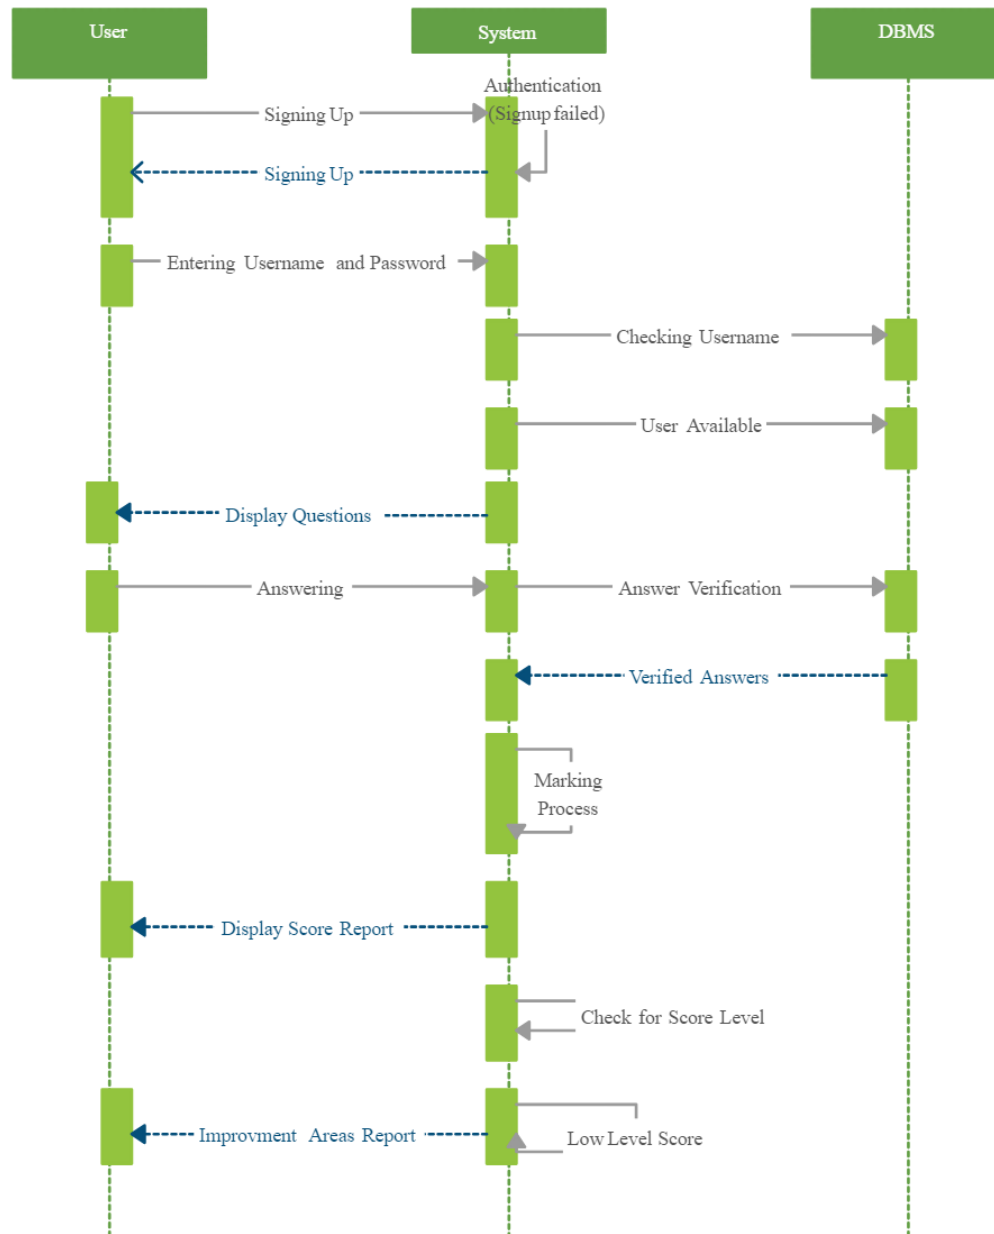 User
System
DBMS
Authentication
(Signup failed)
Signing Up
Signing Up
Entering Username and Password
Checking Username
User Available
Display Questions
Answering
Answer Verification
Verified Answers
Marking
Process
Display Score Report
Check for Score Level
Improvment Areas Report
Low Level Score